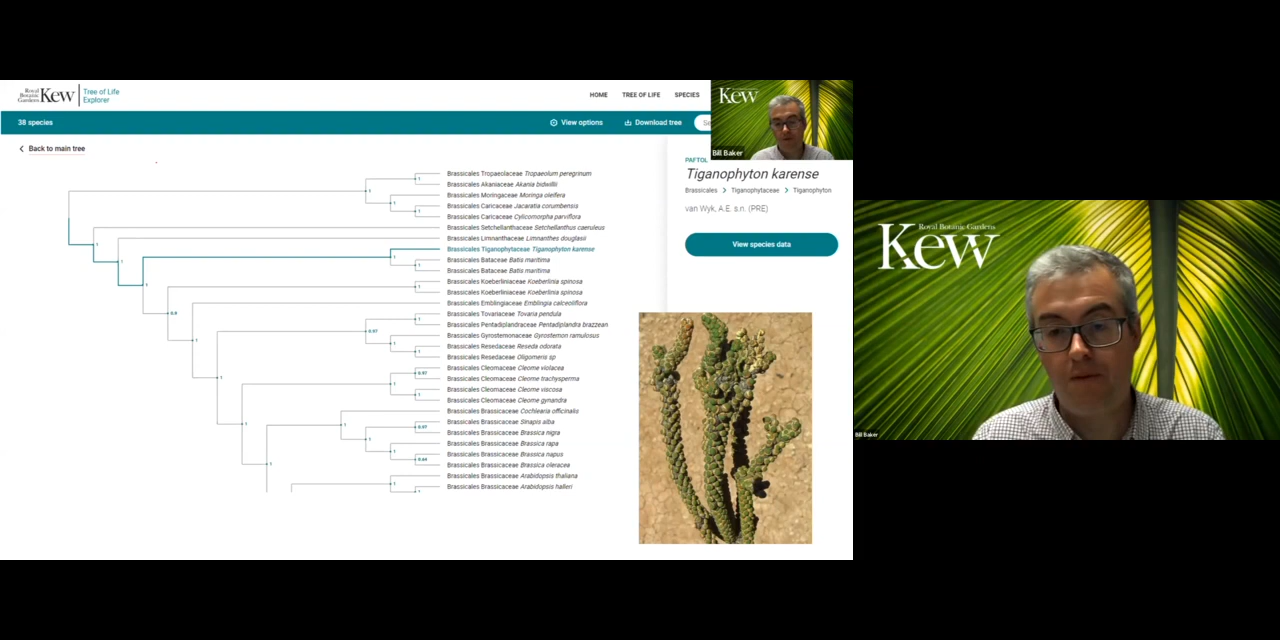 Royal
Botanic
Gardens
Kew
Tree of Life
Explorer
HOME
TREE OF LIFE
SPECIES
38 species
View options
Download tree
Back to main tree
Brassicales Tropaeolaceae Tropaeolum peregrinum
Brassicales Akaniaceae Akania bidwillii
Brassicales Moringaceae Moringa oleifera
Brassicales Caricaceae Jacaratia corumbensis
Brassicales Caricaceae Cylicomorpha parviflora
Brassicales Setchellanthaceae Setchellanthus caeruleus
Brassicales Limnanthaceae Limnanthes douglasii
Brassicales Tiganophytaceae Tiganophyton karense
Brassicales Bataceae Batis maritima
Brassicales Bataceae Batis maritima
Brassicales Koeberliniaceae Koeberlinia spinosa
Brassicales Koeberliniaceae Koeberlinia spinosa
Brassicales Emblingiaceae Emblingia calceoliflora
Brassicales Tovariaceae Tovaria pendula
Brassicales Pentadiplandraceae Pentadiplandra brazzean
Brassicales Gyrostemonaceae Gyrostemon ramulosus
Brassicales Resedaceae Reseda odorata
Brassicales Resedaceae Oligomeris sp
Brassicales Cleomaceae Cleome violacea
Brassicales Cleomaceae Cleome trachysperma
Brassicales Cleomaceae Cleome viscosa
Brassicales Cleomaceae Cleome gynandra
Brassicales Brassicaceae Cochlearia officinalis
Brassicales Brassicaceae Sinapis alba
Brassicales Brassicaceae Brassica nigra
Brassicales Brassicaceae Brassica rapa
Brassicales Brassicaceae Brassica napus
Brassicales Brassicaceae Brassica oleracea
Brassicales Brassicaceae Arabidopsis thaliana
Brassicales Brassicaceae Arabidopsis halleri
PAFTOL
Tiganophyton karense
Brassicales > Tiganophytaceae > Tiganophyton
van Wyk, A.E. s.n. (PRE)
View species data
Kew
Bill Baker
Royal Botanic Gardens
Kew
Bill Baker